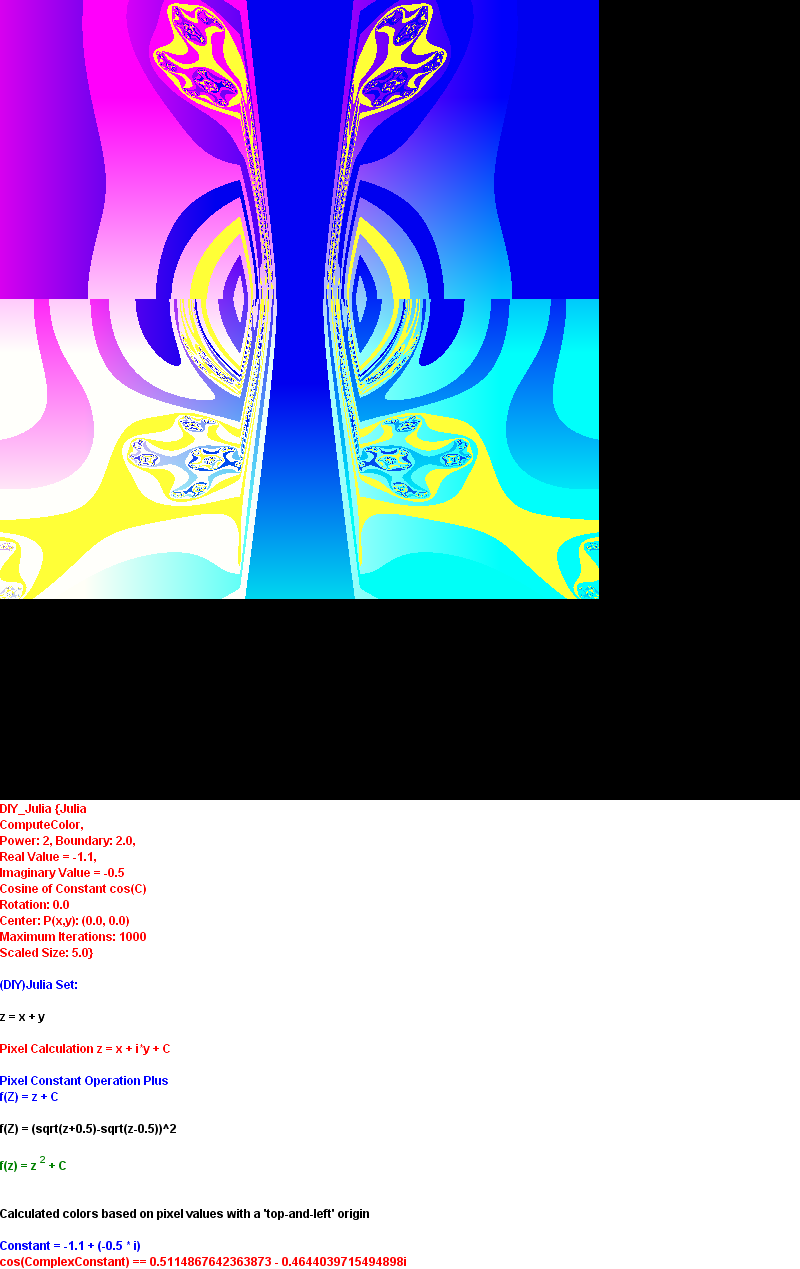 DIY_Julia {Julia
ComputeColor,
Power: 2, Boundary: 2.0,
Real Value = -1.1,
Imaginary Value = -0.5
Cosine of Constant cos(C)
Rotation: 0.0
Center: P(x,y): (0.0, 0.0)
Maximum Iterations: 1000
Scaled Size: 5.0}
(DIY)Julia Set:
z = x + y
Pixel Calculation z = x + i*y + C
Pixel Constant Operation Plus
f(Z) = z + C
f(Z) = (sqrt(z+0.5)-sqrt(z-0.5))^2
f(z) = z 2 + C
Calculated colors based on pixel values with a 'top-and-left' origin
Constant = -1.1 + (-0.5 * i)
cos(ComplexConstant) == 0.5114867642363873 - 0.4644039715494898i